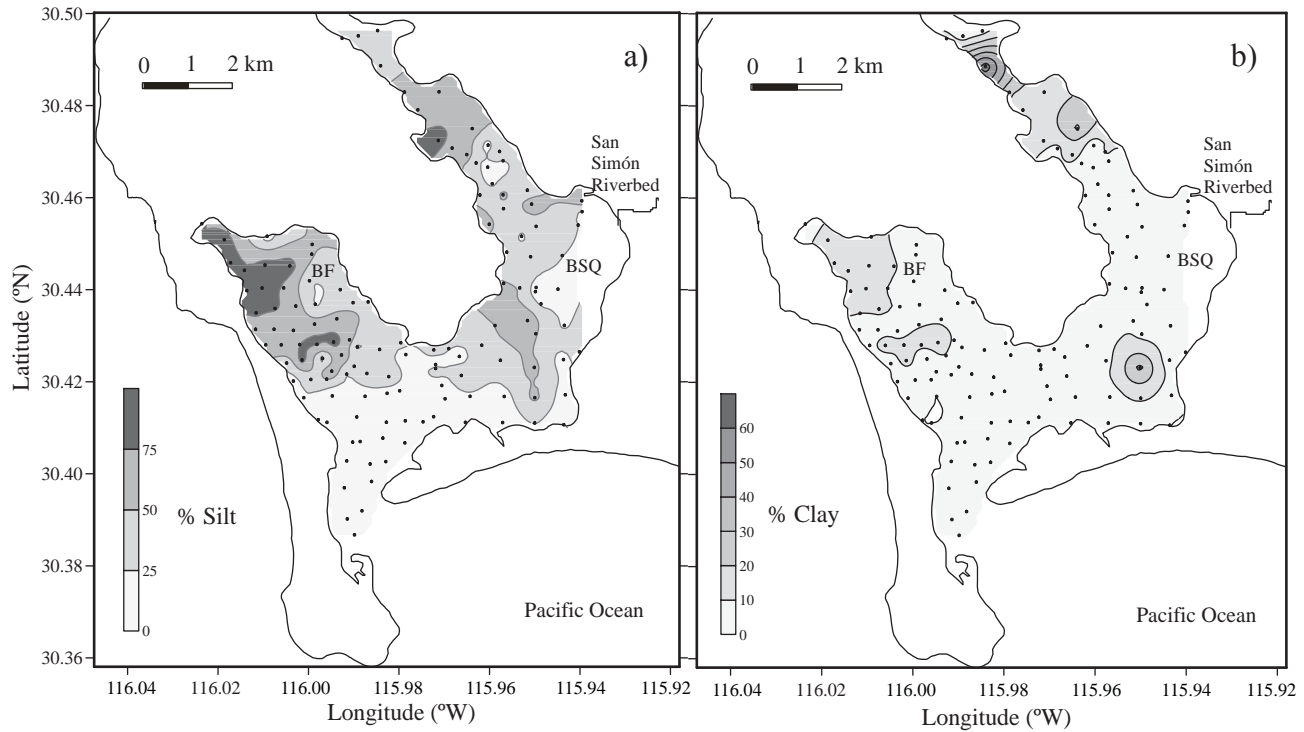 a)
0 1 2 km
San
Simón
Riverbed
BF
BSQ
% Silt
75
50
25
0
Pacific Ocean
30.50
30.48
30.46
30.44
30.42
30.40
30.38
30.36
Latitude (ºN)
116.04 116.02 116.00 115.98 115.96 115.94 115.92
Longitude (ºW)
b)
0 1 2 km
San
Simón
Riverbed
BF
BSQ
% Clay
60
50
40
30
20
10
0
Pacific Ocean
116.04 116.02 116.00 115.98 115.96 115.94 115.92
Longitude (ºW)